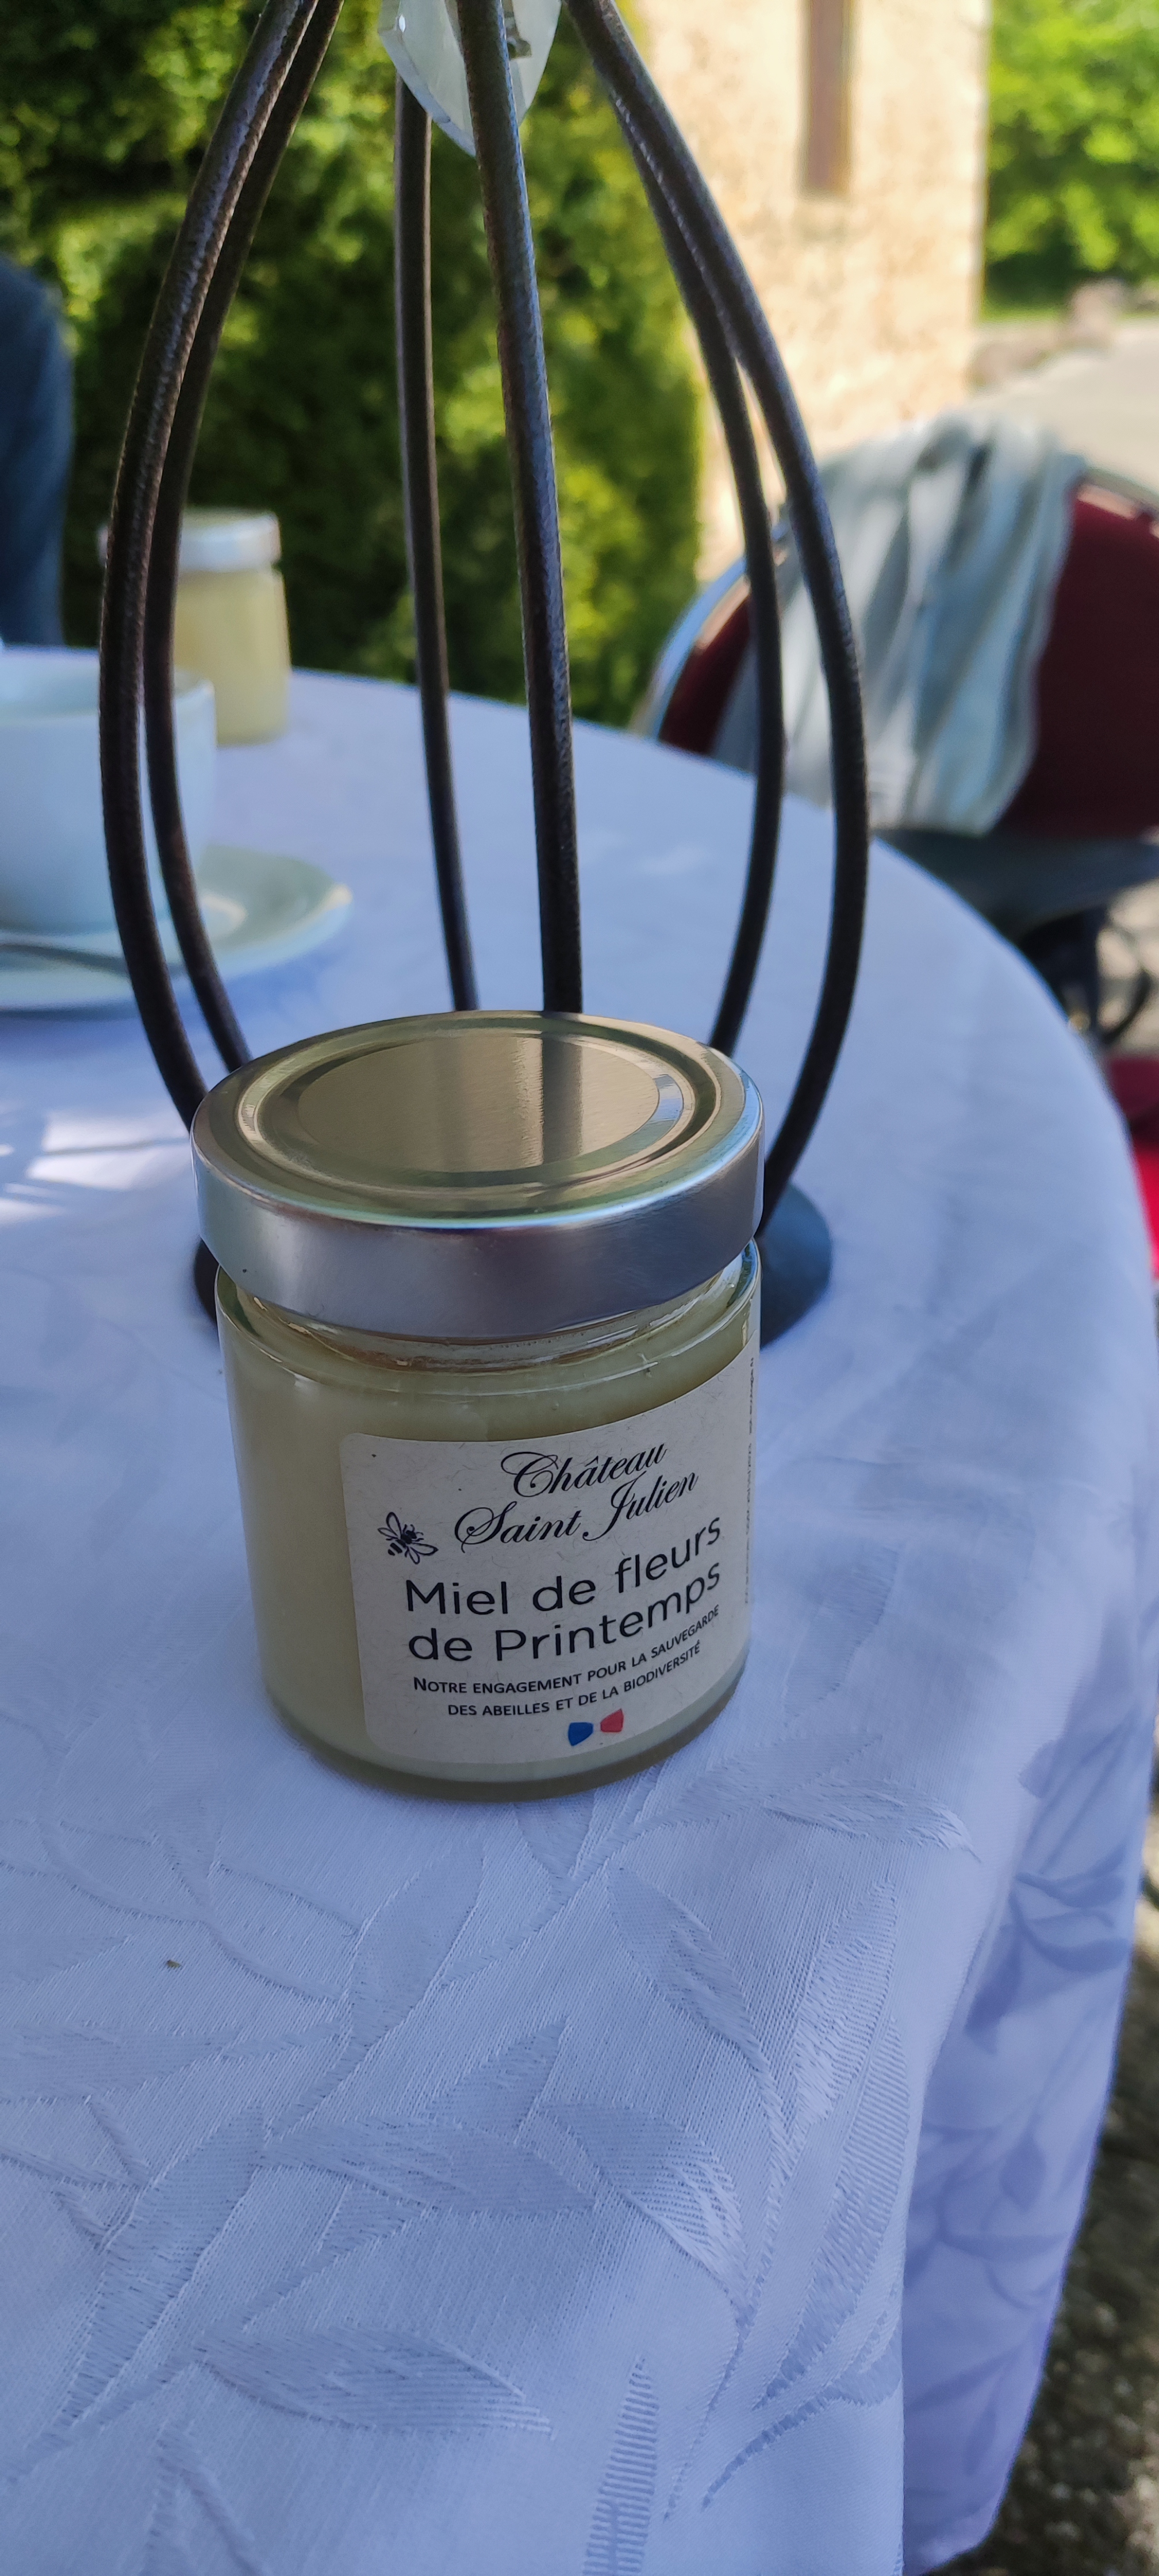 Château
Saint Julien
Miel de fleurs
de Printemps
NOTRE ENGAGEMENT POUR LA SAUVEGARDE
DES ABEILLES ET DE LA BIODIVERSITÉ